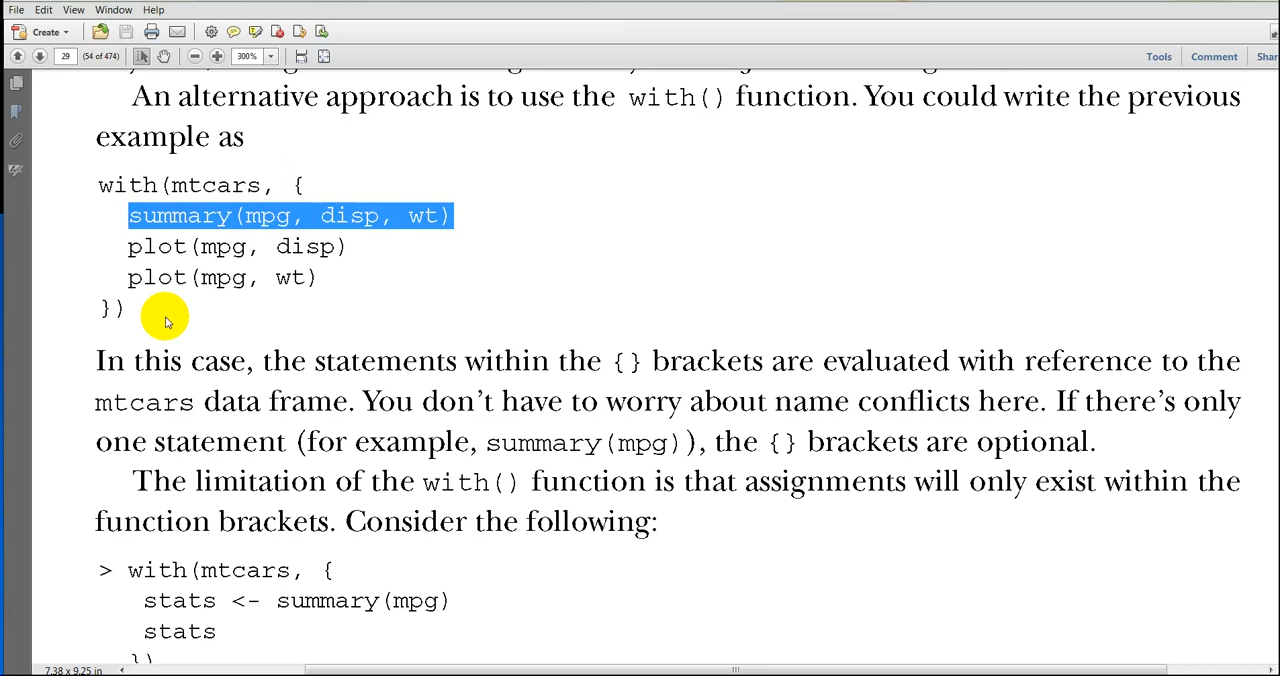 File Edit View Window Help
Create
29 (54 of 474) 300% Tools Comment Shar
An alternative approach is to use the with() function. You could write the previous
example as
with(mtcars, {
summary(mpg, disp, wt)
plot(mpg, disp)
plot(mpg, wt)
})
In this case, the statements within the {} brackets are evaluated with reference to the
mtcars data frame. You don't have to worry about name conflicts here. If there's only
one statement (for example, summary(mpg)), the {} brackets are optional.
The limitation of the with() function is that assignments will only exist within the
function brackets. Consider the following:
> with(mtcars, {
stats <- summary(mpg)
stats
})
7.38 x 9.25 in